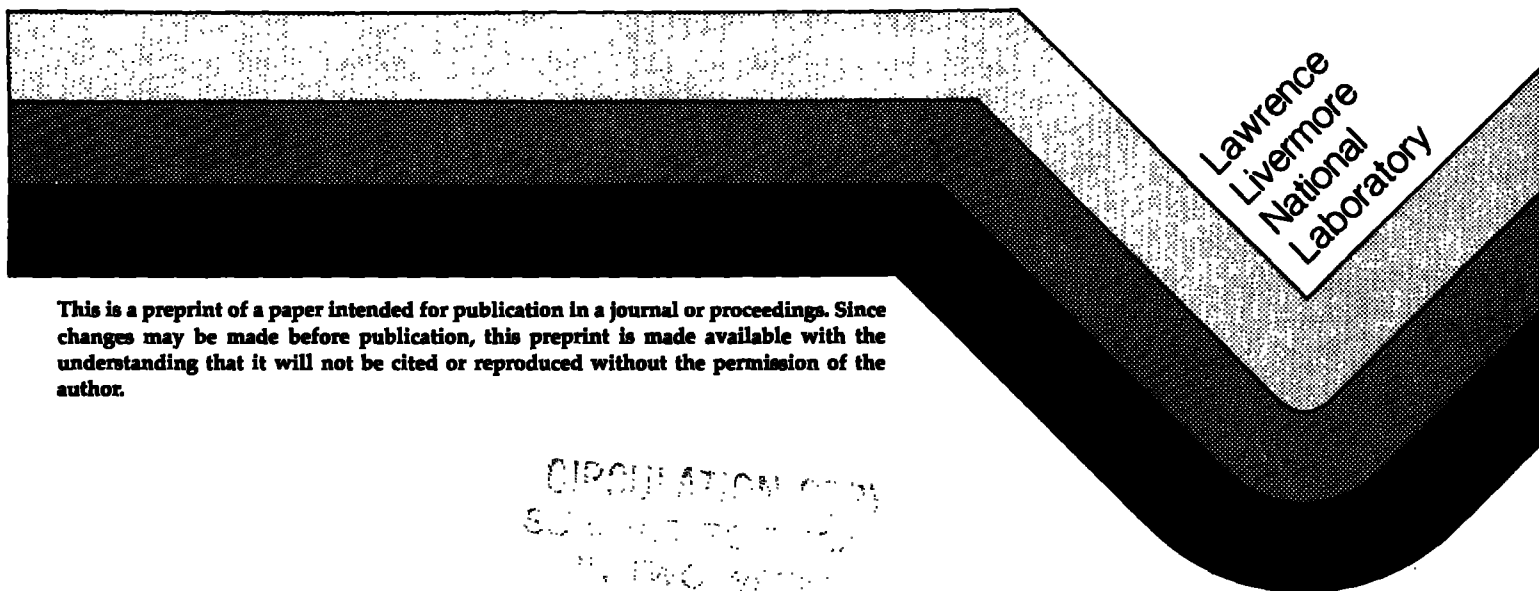 Lawrence
Livermore
National
Laboratory
This is a preprint of a paper intended for publication in a journal or proceedings. Since
changes may be made before publication, this preprint is made available with the
understanding that it will not be cited or reproduced without the permission of the
author.
CIRCULATION COPY